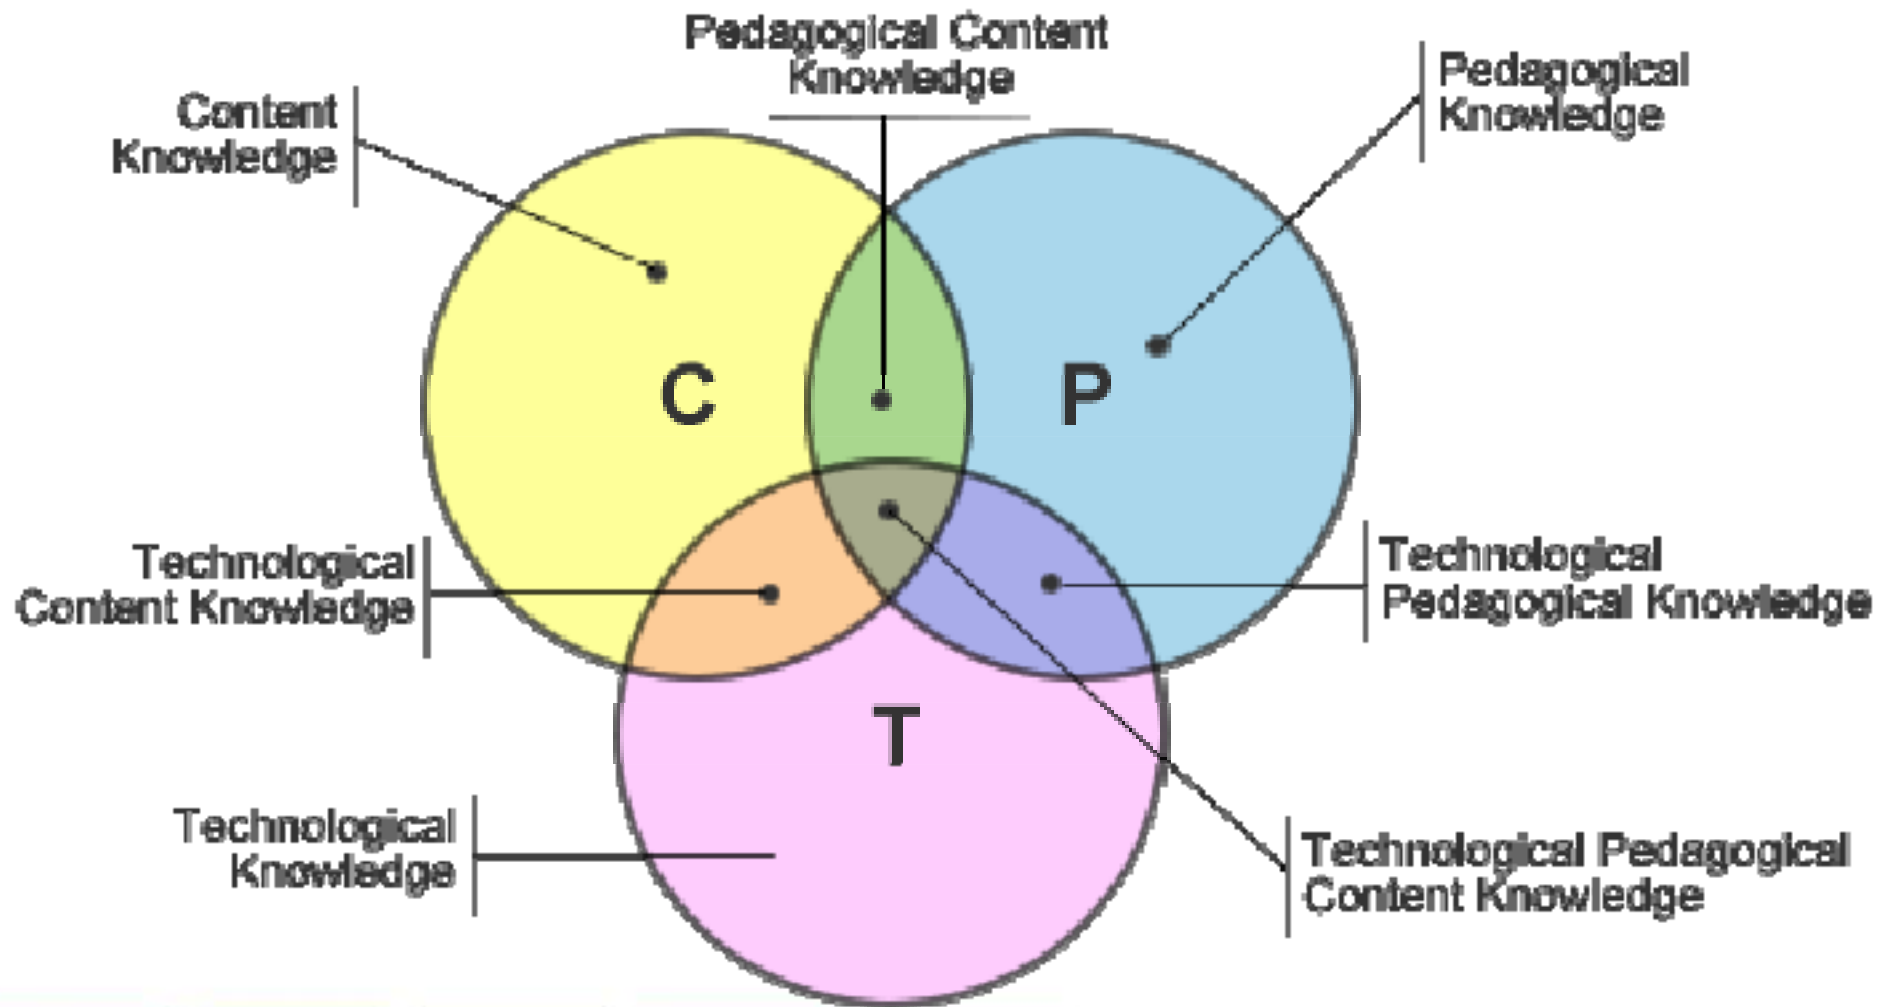 Pedagogical Content
Knowledge
Content
Knowledge
Pedagogical
Knowledge
C
P
Technological
Content Knowledge
Technological
Pedagogical Knowledge
T
Technological
Knowledge
Technological Pedagogical
Content Knowledge